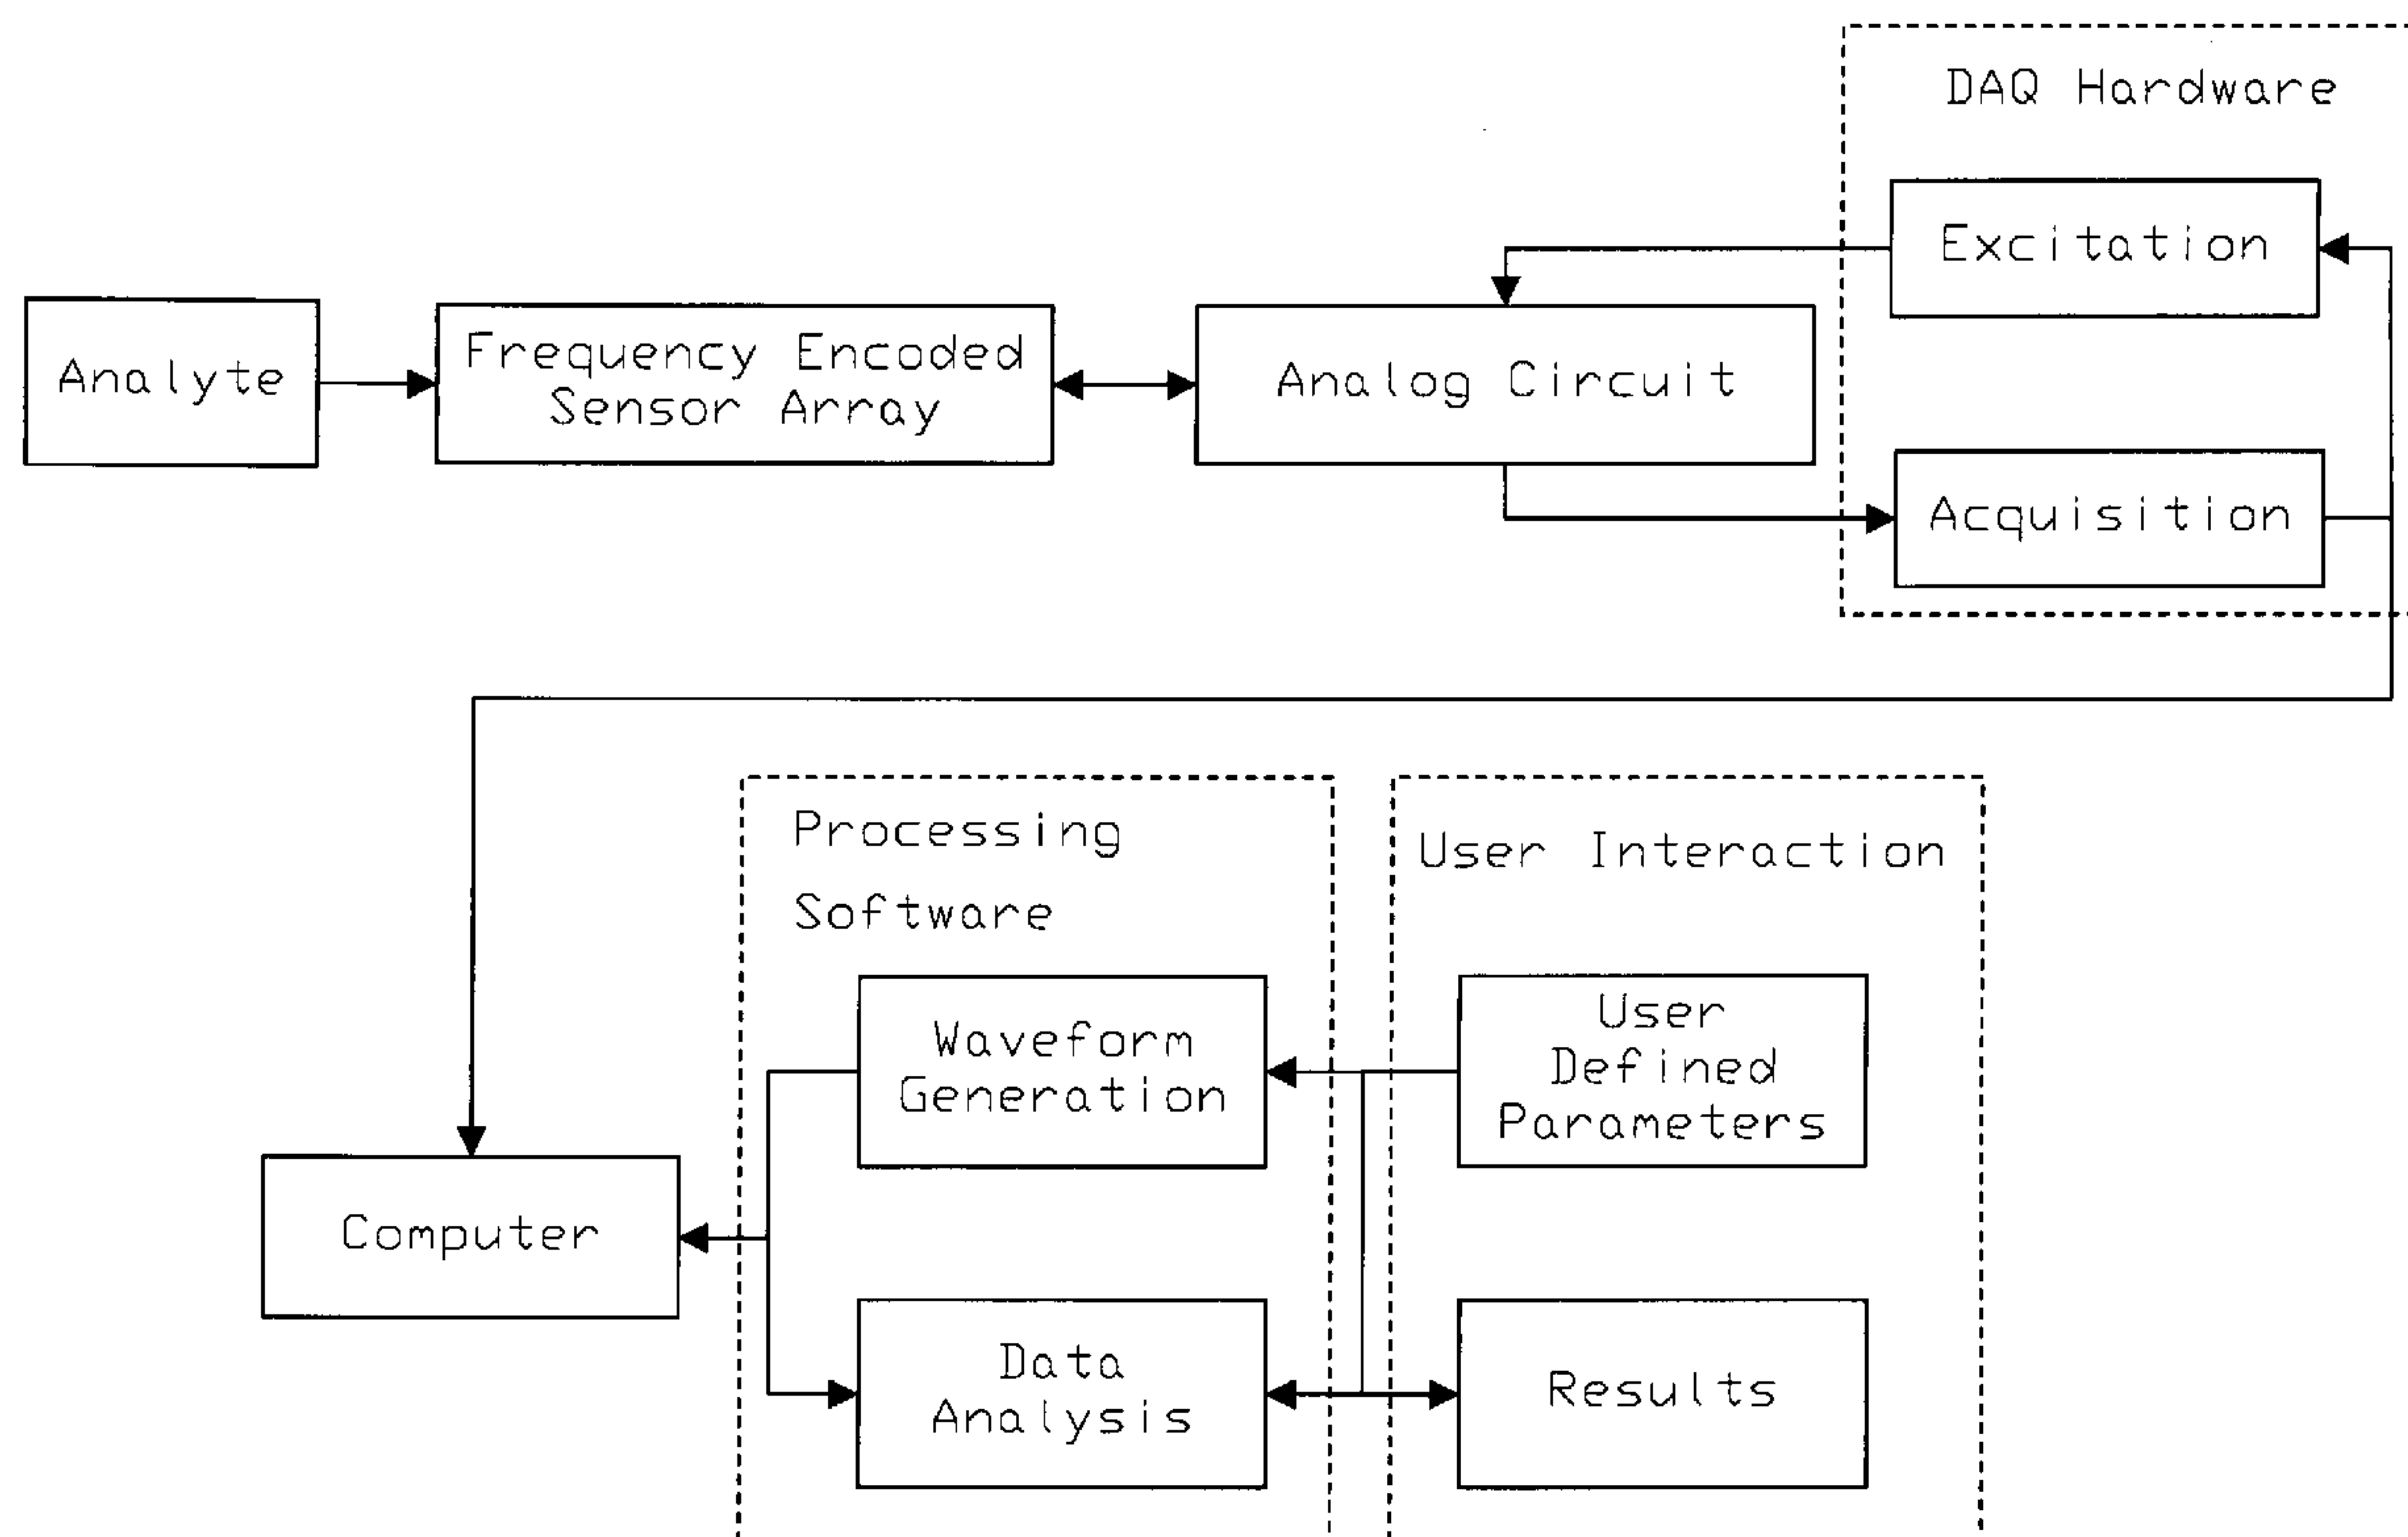 DAQ Hardware
Excitation
Analyte
Frequency Encoded
Sensor Array
Analog Circuit
Acquisition
Processing
Software
User Interaction
Waveform
Generation
User
Defined
Parameters
Computer
Data
Analysis
Results